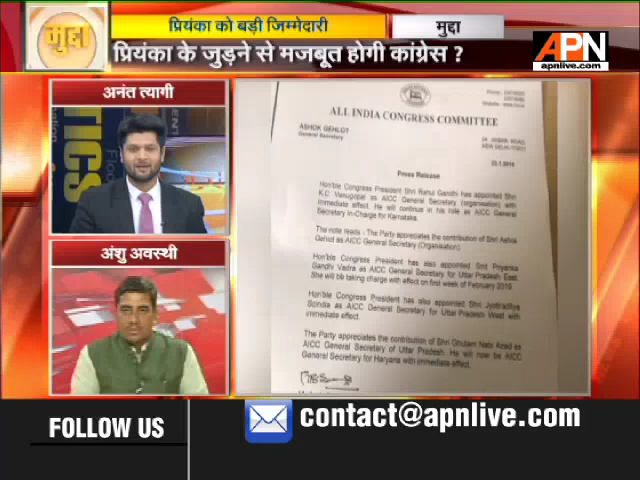 मुद्दा
प्रियंका को बड़ी जिम्मेदारी
मुद्दा
APN
apnlive.com
प्रियंका के जुड़ने से मजबूत होगी कांग्रेस ?
अनंत त्यागी
अंशु अवस्थी
ALL INDIA CONGRESS COMMITTEE
ASHOK GEHLOT
General Secretary
24, AKBAR ROAD,
NEW DELHI
23.1.2019
Press Release
Hon'ble Congress President Shri Rahul Gandhi has appointed Shri
K.C. Venugopal as AICC General Secretary (organisation) with
immediate effect. He will continue in his role as AICC General
Secretary In-Charge for Karnataka.
The note reads - The Party appreciates the contribution of Shri Ashok
Gehlot as AICC General Secretary (Organisation).
Hon'ble Congress President has also appointed Smt Priyanka
Gandhi Vadra as AICC General Secretary for Uttar Pradesh East.
She will be taking charge with effect on first week of February 2019
Hon'ble Congress President has also appointed Shri Jyotiraditya
Scindia as AICC General Secretary for Uttar Pradesh West with
immediate effect.
The Party appreciates the contribution of Shri Ghulam Nabi Azad as
AICC General Secretary of Uttar Pradesh. He will now be AICC
General Secretary for Haryana with immediate effect.
FOLLOW US
contact@apnlive.com